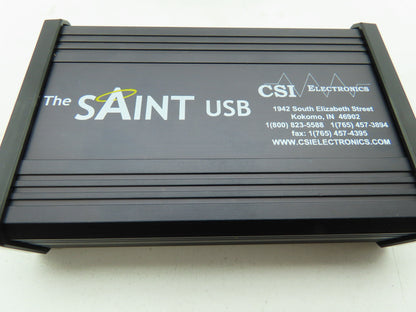 The SAINT USB
CSI ELECTRONICS
1942 South Elizabeth Street
Kokomo, IN 46902
1(800) 823-5588 1(765) 457-3894
fax: 1(765) 457-4395
WWW.CSIELECTRONICS.COM